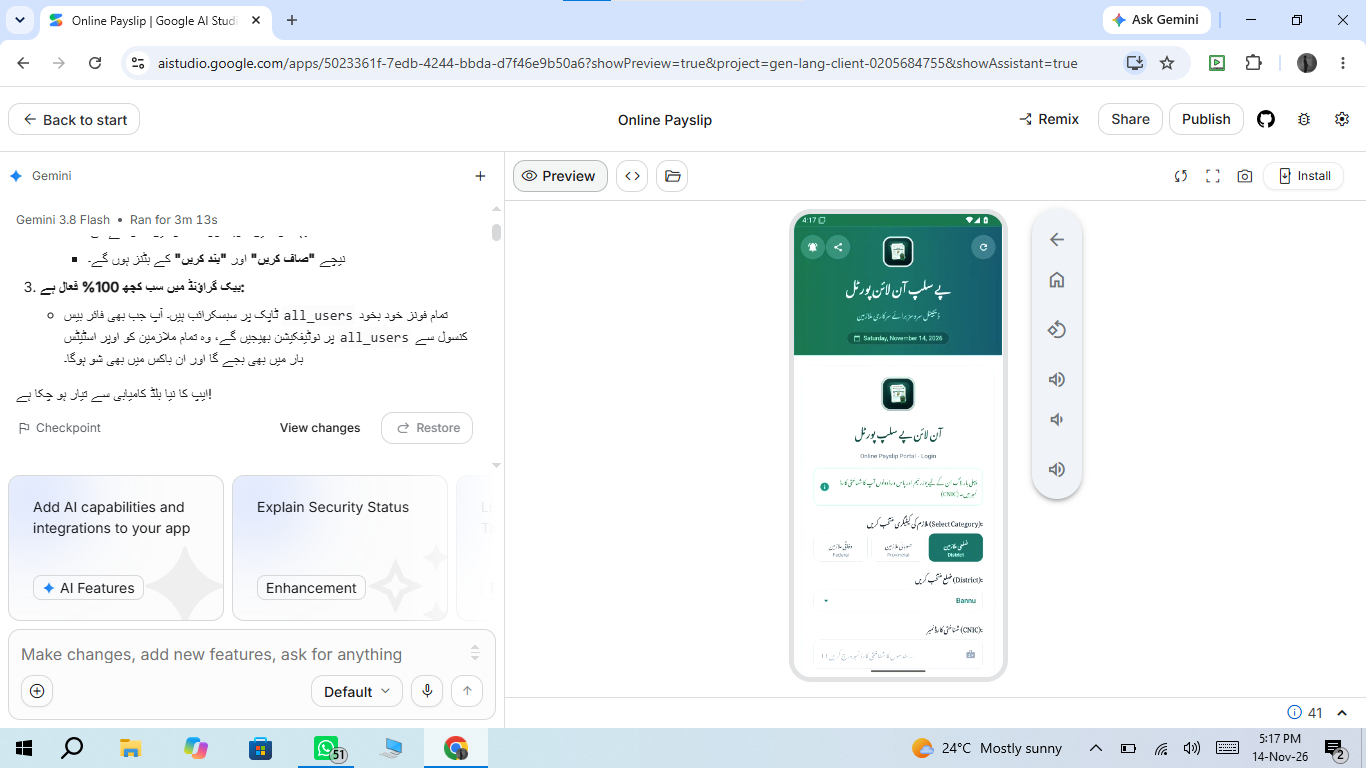 Online Payslip | Google AI Studi
Ask Gemini
aistudio.google.com/apps/5023361f-7edb-4244-bbda-d7f46e9b50a6?showPreview=true&project=gen-lang-client-0205684755&showAssistant=true
Back to start
Online Payslip
Remix
Share
Publish
Gemini
Preview
Install
Gemini 3.8 Flash • Ran for 3m 13s
نیچے "صاف کریں" اور "بند کریں" کے بٹنز ہوں گے۔
3. بیک گراؤنڈ میں سب کچھ 100% فعال ہے:
تمام فونز خود بخود all_users ٹاپک پر سبسکرائب ہیں۔ آپ جب بھی فائر بیس
کنسول سے all_users پر نوٹیفکیشن بھیجیں گے، وہ تمام ملازمین کو اوپر اسٹیٹس
بار میں بھی بجے گا اور ان باکس میں بھی شو ہوگا۔
ایپ کا نیا بلڈ کامیابی سے تیار ہو چکا ہے!
Checkpoint
View changes
Restore
Add AI capabilities and
integrations to your app
AI Features
Explain Security Status
Enhancement
Make changes, add new features, ask for anything
Default
4:17
پے سلپ آن لائن پورٹل
ڈیجیٹل سروسز برائے سرکاری ملازمین
Saturday, November 14, 2026
آن لائن پے سلپ پورٹل
Online Payslip Portal - Login
ملازم کی کیٹیگری منتخب کریں (Select Category):
وفاقی ملازمین
Federal
صوبائی ملازمین
Provincial
ضلعی ملازمین
District
ضلع منتخب کریں (District):
Bannu
شناختی کارڈ نمبر (CNIC):
41
51
24°C Mostly sunny
5:17 PM
14-Nov-26
2